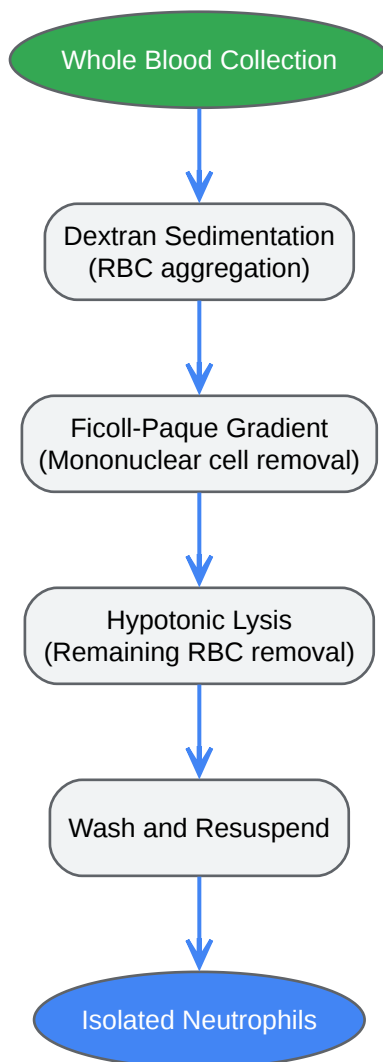 Whole Blood Collection
Dextran Sedimentation
(RBC aggregation)
Ficoll-Paque Gradient
(Mononuclear cell removal)
Hypotonic Lysis
(Remaining RBC removal)
Wash and Resuspend
Isolated Neutrophils